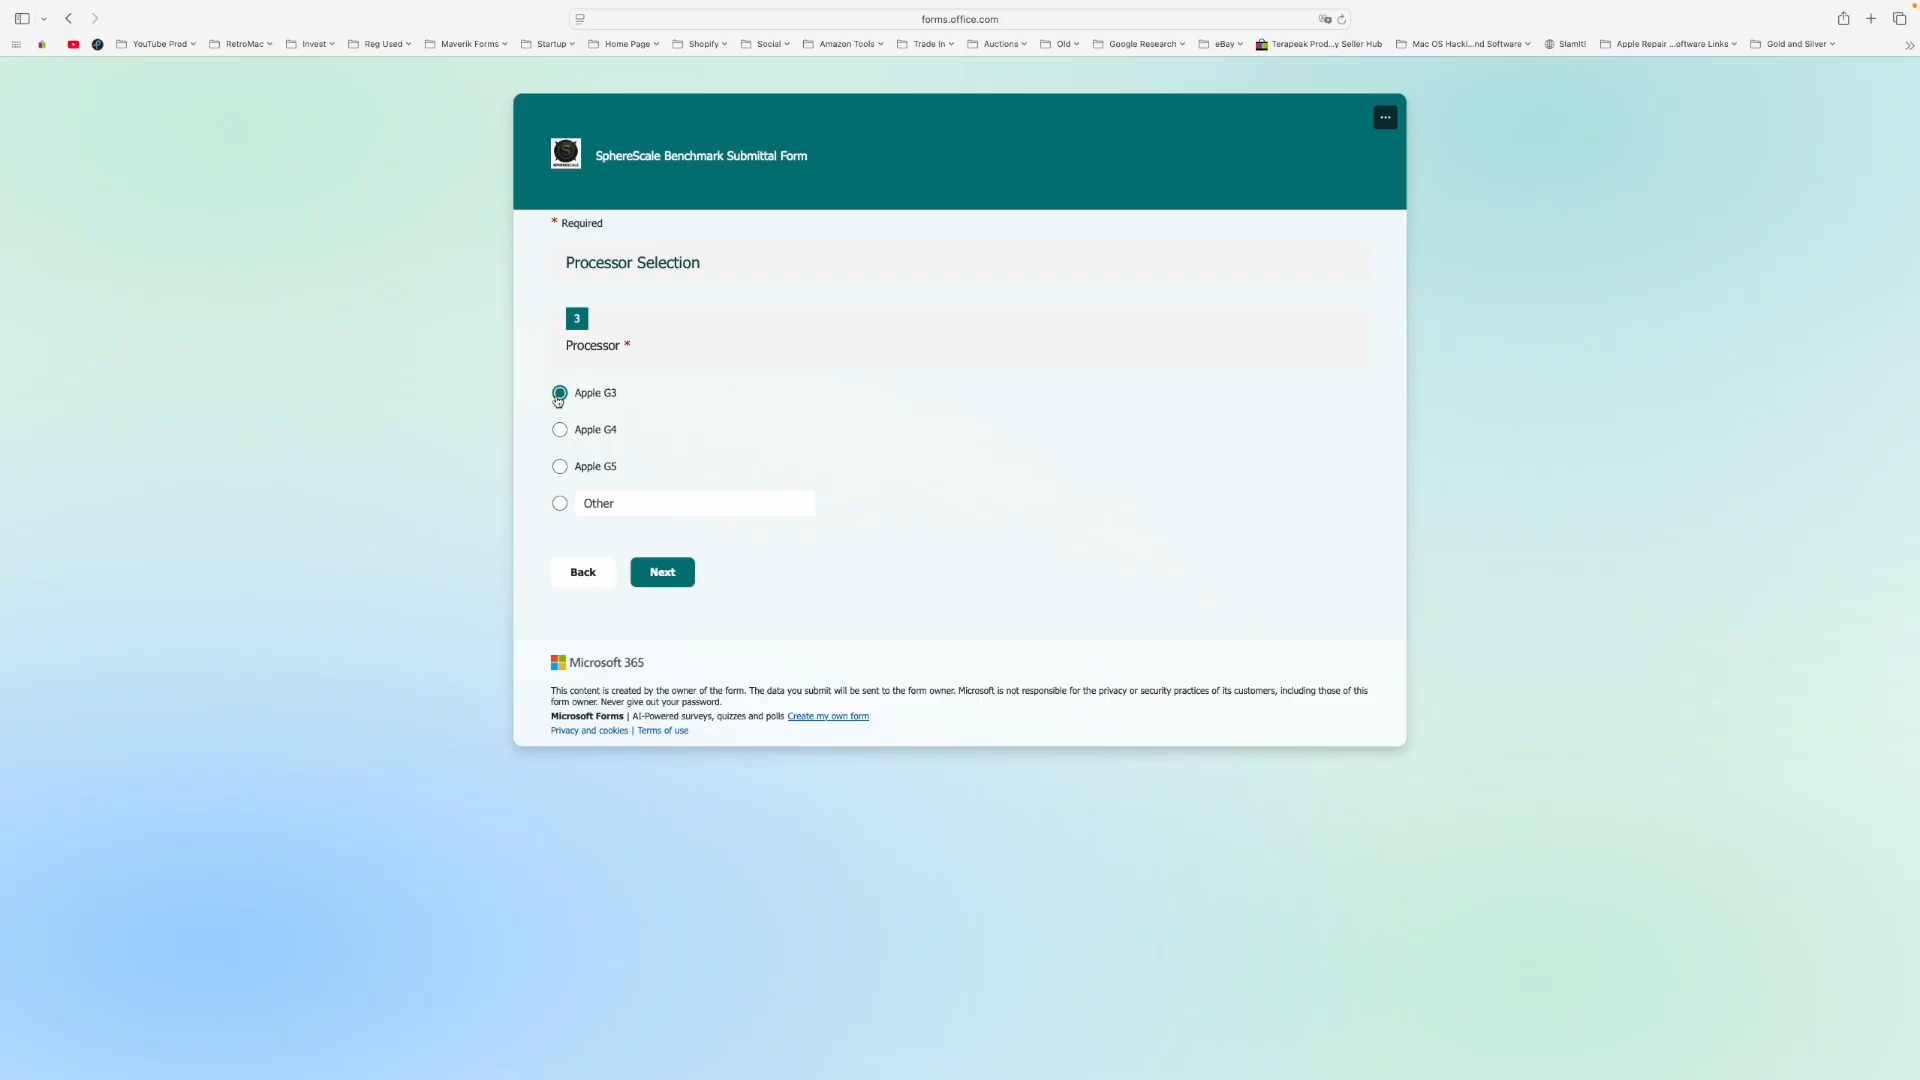 forms.office.com
YouTube Prod
RetroMac
Invest
Reg Used
Maverik Forms
Startup
Home Page
Shopify
Social
Amazon Tools
Trade In
Auctions
Old
Google Research
eBay
Terapeak Prod...y Seller Hub
Mac OS Hacki...nd Software
SlamIt!
Apple Repair ...oftware Links
Gold and Silver
SPHERESCALE
SphereScale Benchmark Submittal Form
...
* Required
Processor Selection
3
Processor *
Apple G3
Apple G4
Apple G5
Other
Back
Next
Microsoft 365
This content is created by the owner of the form. The data you submit will be sent to the form owner. Microsoft is not responsible for the privacy or security practices of its customers, including those of this
form owner. Never give out your password.
Microsoft Forms | AI-Powered surveys, quizzes and polls Create my own form
Privacy and cookies | Terms of use